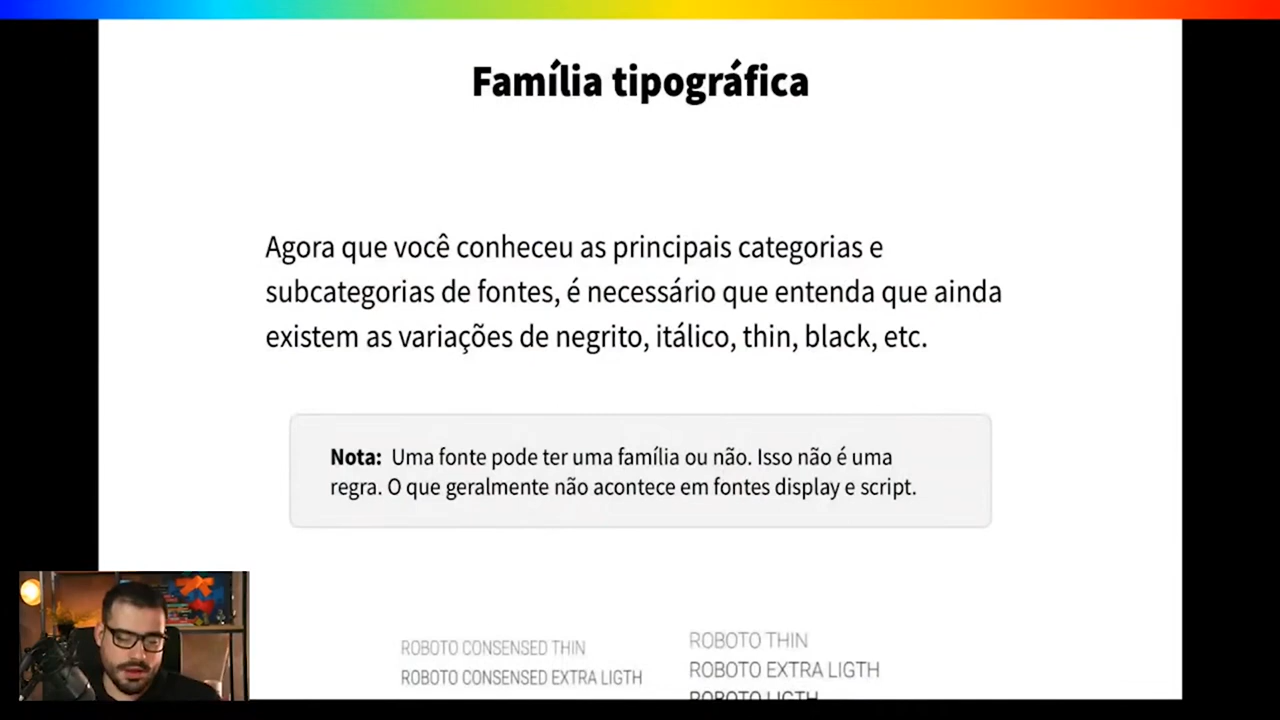 Família tipográfica
Agora que você conheceu as principais categorias e
subcategorias de fontes, é necessário que entenda que ainda
existem as variações de negrito, itálico, thin, black, etc.
Nota: Uma fonte pode ter uma família ou não. Isso não é uma
regra. O que geralmente não acontece em fontes display e script.
ROBOTO CONSENSED THIN
ROBOTO CONSENSED EXTRA LIGTH
ROBOTO THIN
ROBOTO EXTRA LIGTH
ROBOTO LIGTH